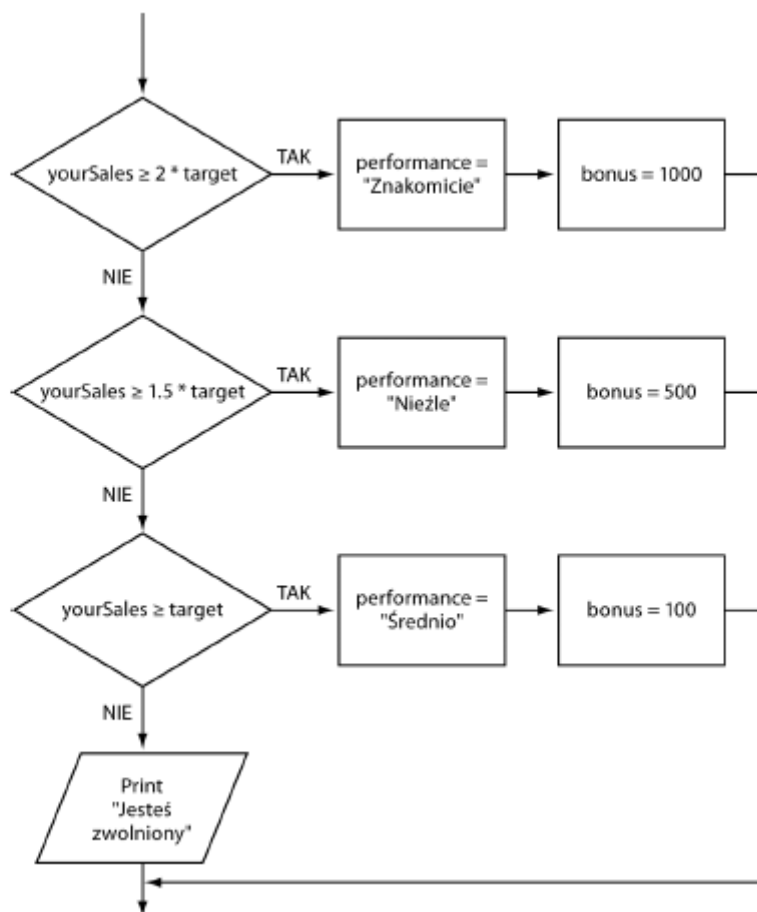 yourSales ≥ 2 * target
TAK
performance =
"Znakomicie"
bonus = 1000
NIE
yourSales ≥ 1.5 * target
TAK
performance =
"Nieźle"
bonus = 500
NIE
yourSales ≥ target
TAK
performance =
"Średnio"
bonus = 100
NIE
Print
"Jesteś
zwolniony"